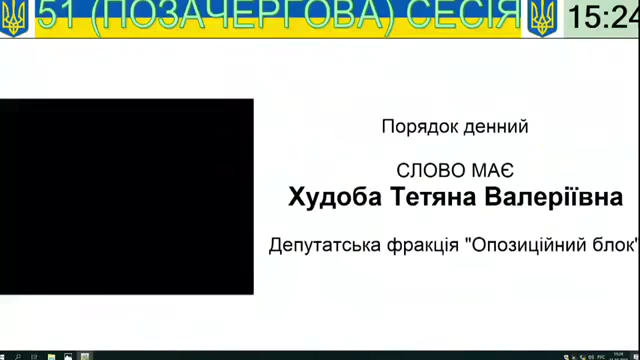 51 (ПОЗАЧЕРГОВА) СЕСІЯ
15:24
Порядок денний
СЛОВО МАЄ
Худоба Тетяна Валеріївна
Депутатська фракція "Опозиційний блок"